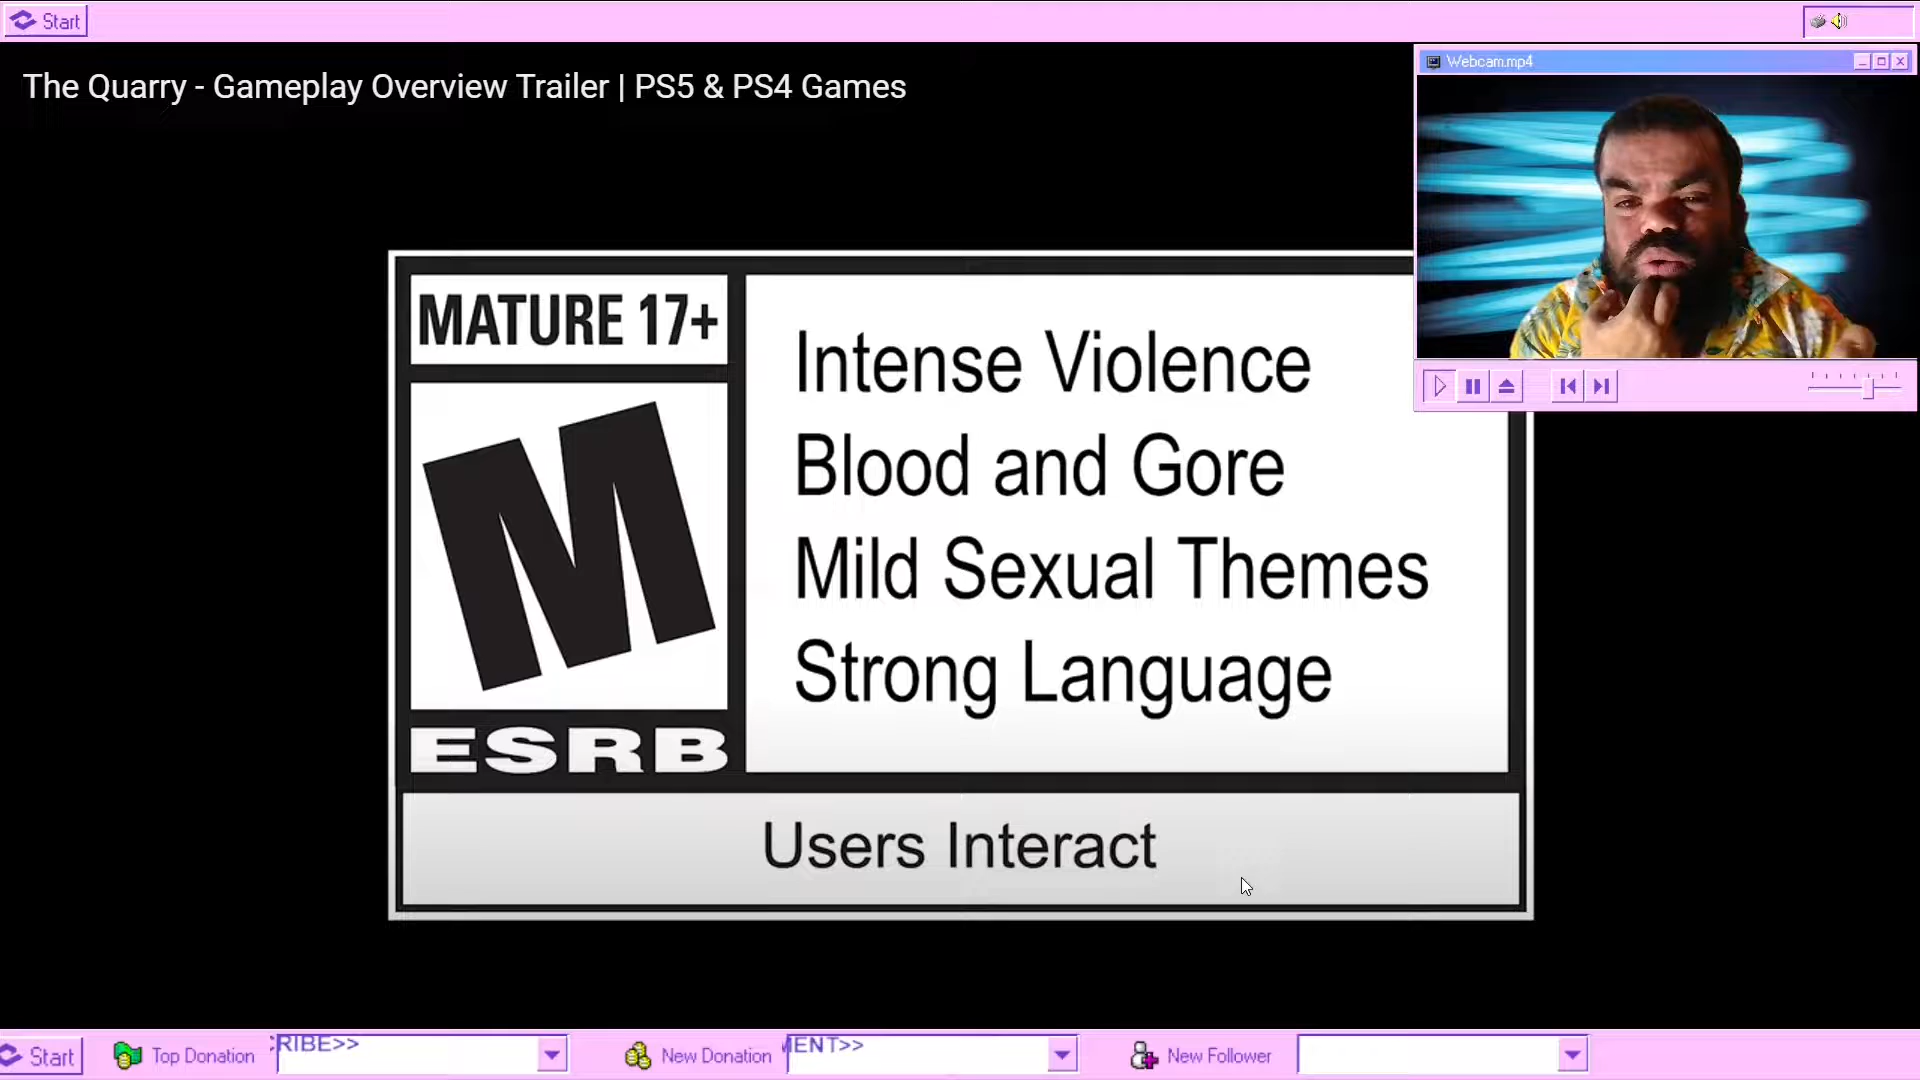 Start
The Quarry - Gameplay Overview Trailer | PS5 & PS4 Games
Webcam.mp4
MATURE 17+
M
ESRB
Intense Violence
Blood and Gore
Mild Sexual Themes
Strong Language
Users Interact
Start
Top Donation
RIBE>>
New Donation
MENT>>
New Follower